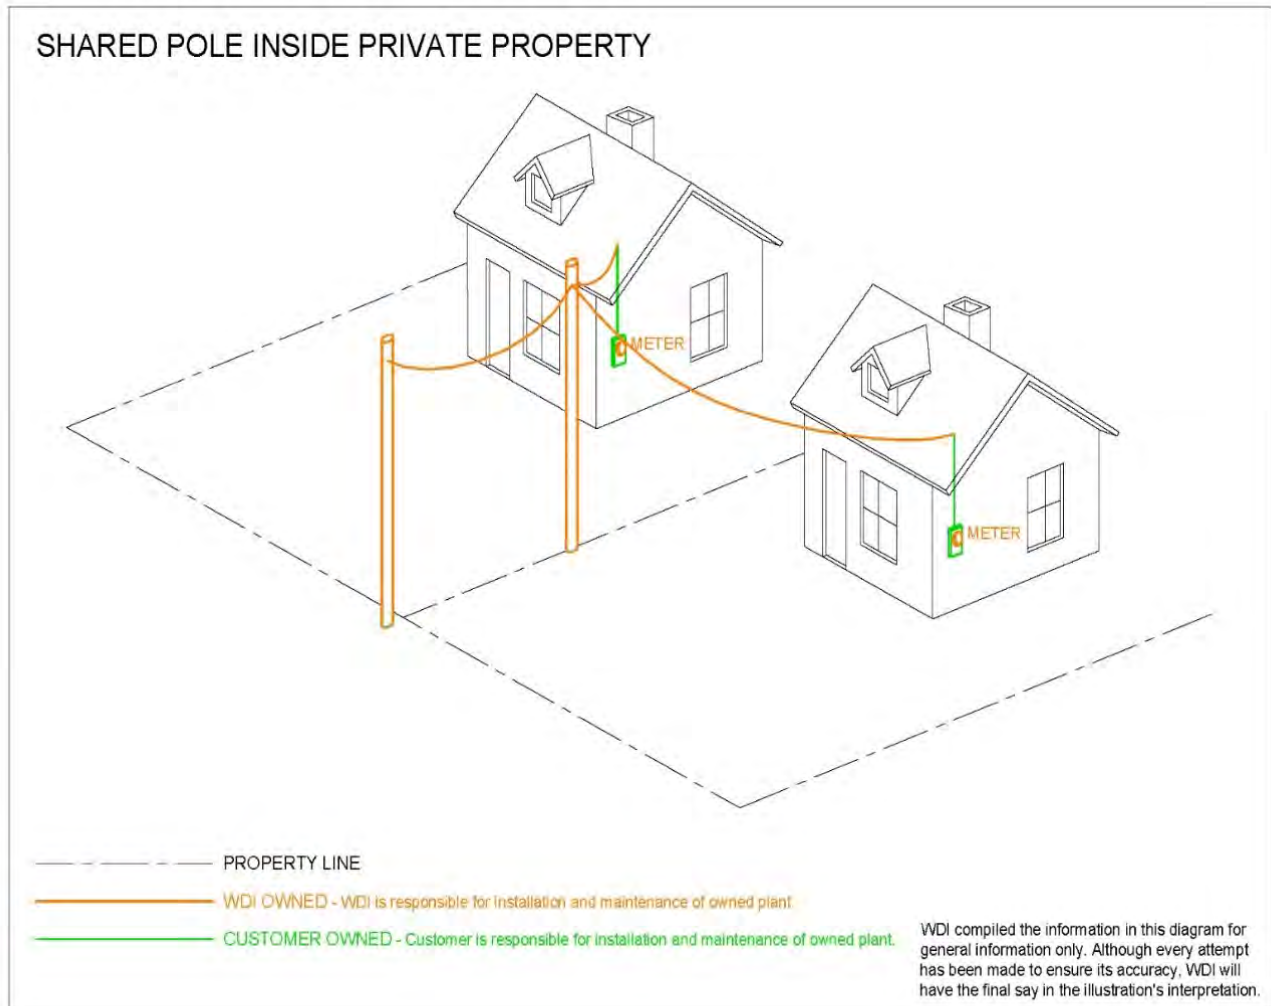 SHARED POLE INSIDE PRIVATE PROPERTY
METER
METER
PROPERTY LINE
WDI OWNED - WDI is responsible for installation and maintenance of owned plant
CUSTOMER OWNED - Customer is responsible for installation and maintenance of owned plant.
WDI compiled the information in this diagram for
general information only. Although every attempt
has been made to ensure its accuracy, WDI will
have the final say in the illustration's interpretation.